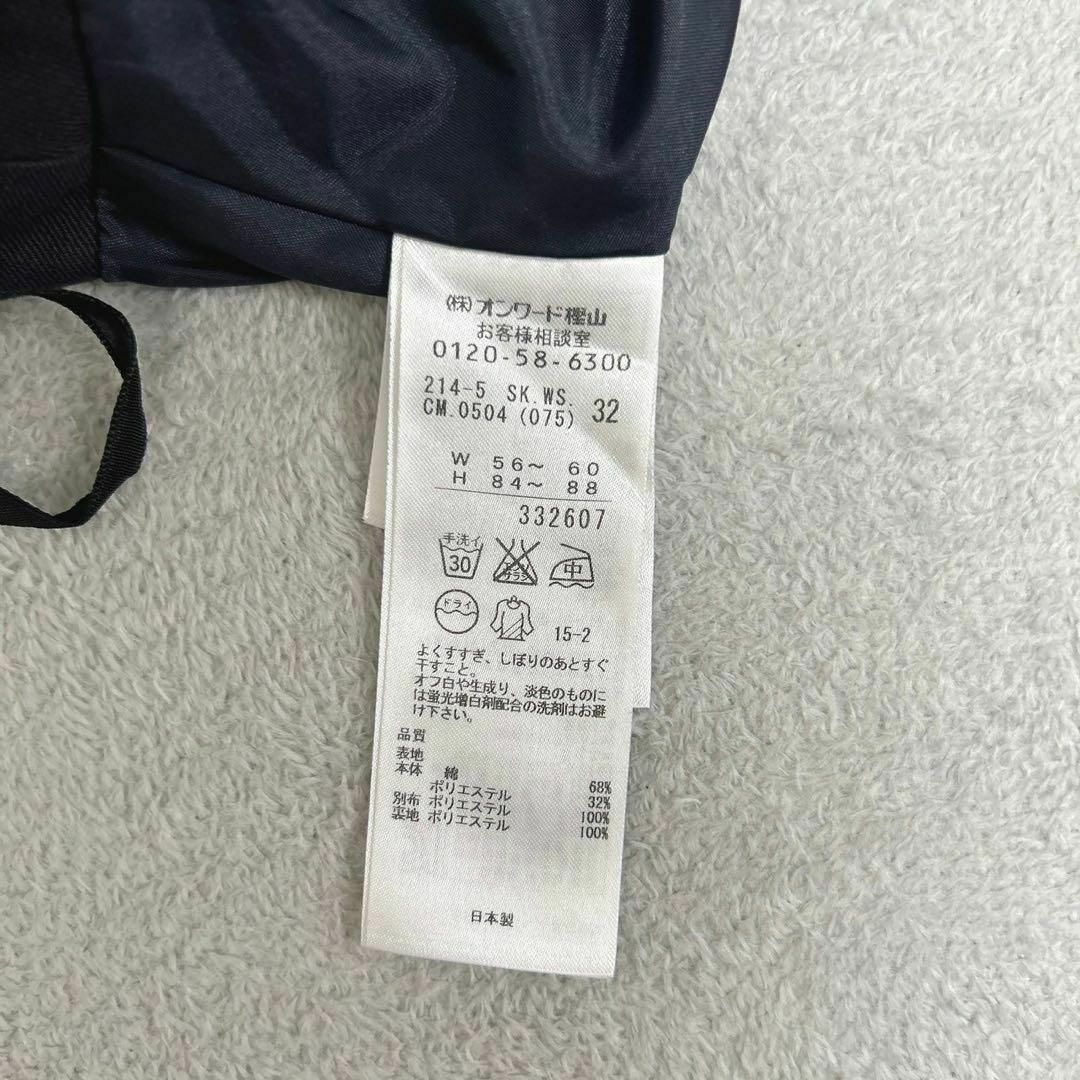 (株)オンワード樫山
お客様相談室
0120-58-6300
214-5 SK.WS. 32
CM.0504 (075)
W 56～ 60
H 84～ 88
332607
手洗イ
30
エンソ
サラシ
中
ドライ
15-2
よくすすぎ、しぼりのあとすぐ
干すこと。
オフ白や生成り、淡色のものに
は蛍光増白剤配合の洗剤はお避
け下さい。
品質
表地
本体 綿 68%
ポリエステル 32%
別布 ポリエステル 100%
裏地 ポリエステル 100%
日本製